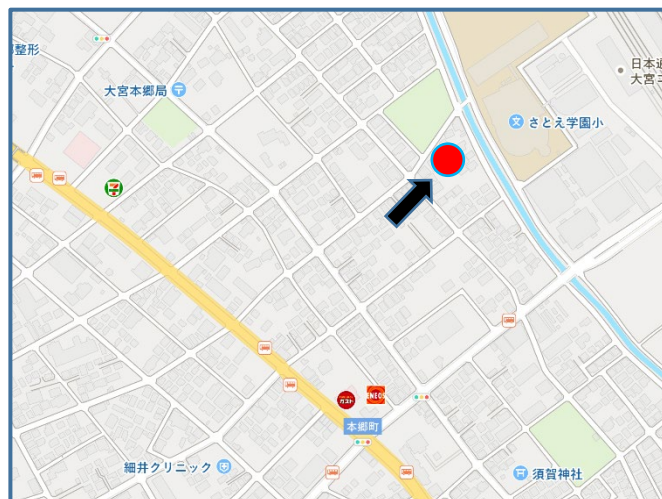 整形
大宮本郷局
日本通
大宮コ
さとえ学園小
ガスト
ENEOS
本郷町
細井クリニック
須賀神社